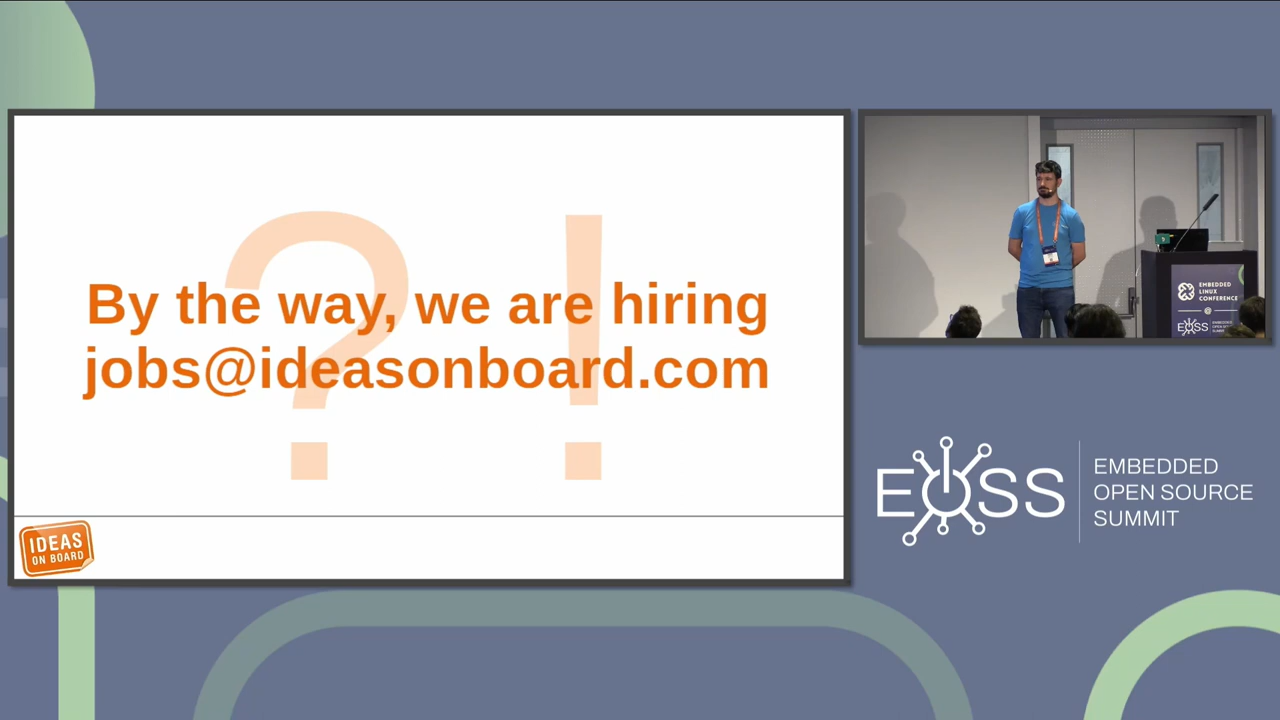 ? !
By the way, we are hiring
jobs@ideasonboard.com
IDEAS
ON BOARD
EMBEDDED
LINUX
CONFERENCE
EOSS
EMBEDDED
OPEN SOURCE
SUMMIT